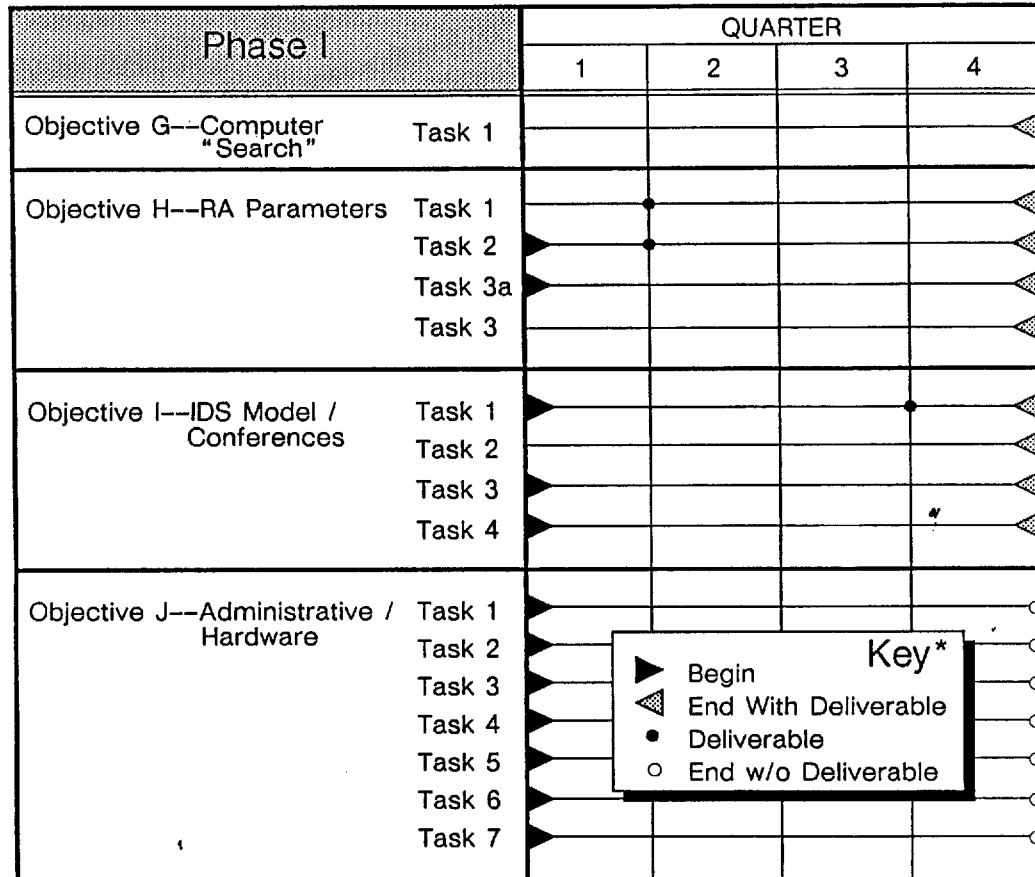 Phase I
QUARTER
1 2 3 4
Objective G--Computer "Search" Task 1
Objective H--RA Parameters Task 1
Task 2
Task 3a
Task 3
Objective I--IDS Model / Conferences Task 1
Task 2
Task 3
Task 4
Objective J--Administrative / Hardware Task 1
Task 2
Task 3
Task 4
Task 5
Task 6
Task 7
Key*
Begin
End With Deliverable
Deliverable
End w/o Deliverable